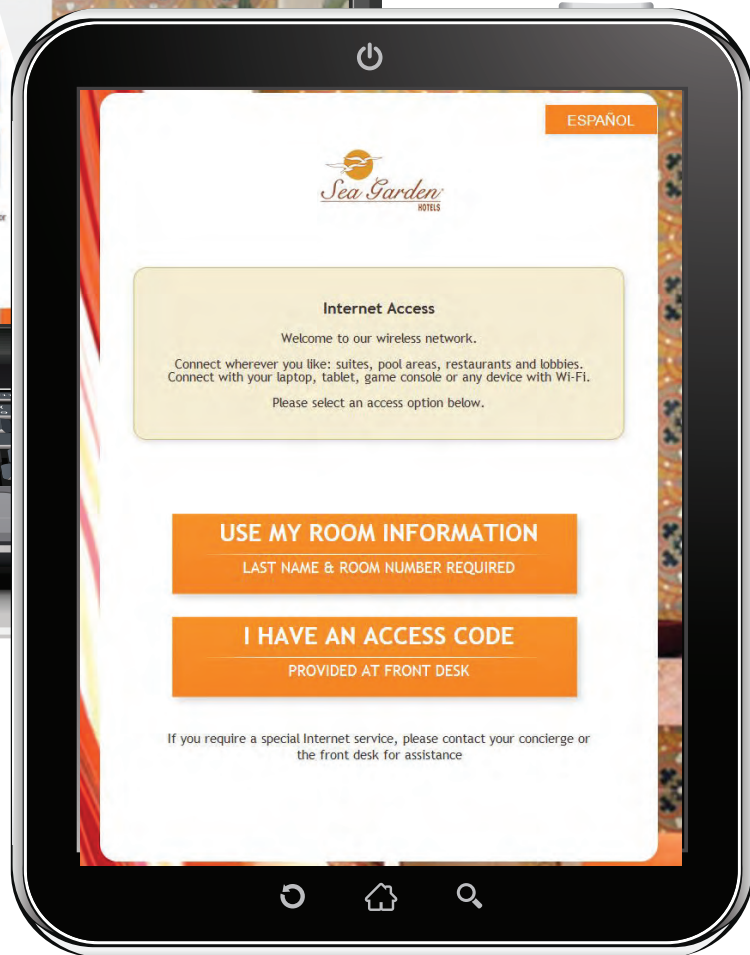 ESPAÑOL
Sea Garden
HOTELS
Internet Access
Welcome to our wireless network.
Connect wherever you like: suites, pool areas, restaurants and lobbies.
Connect with your laptop, tablet, game console or any device with Wi-Fi.
Please select an access option below.
USE MY ROOM INFORMATION
LAST NAME & ROOM NUMBER REQUIRED
I HAVE AN ACCESS CODE
PROVIDED AT FRONT DESK
If you require a special Internet service, please contact your concierge or
the front desk for assistance
or